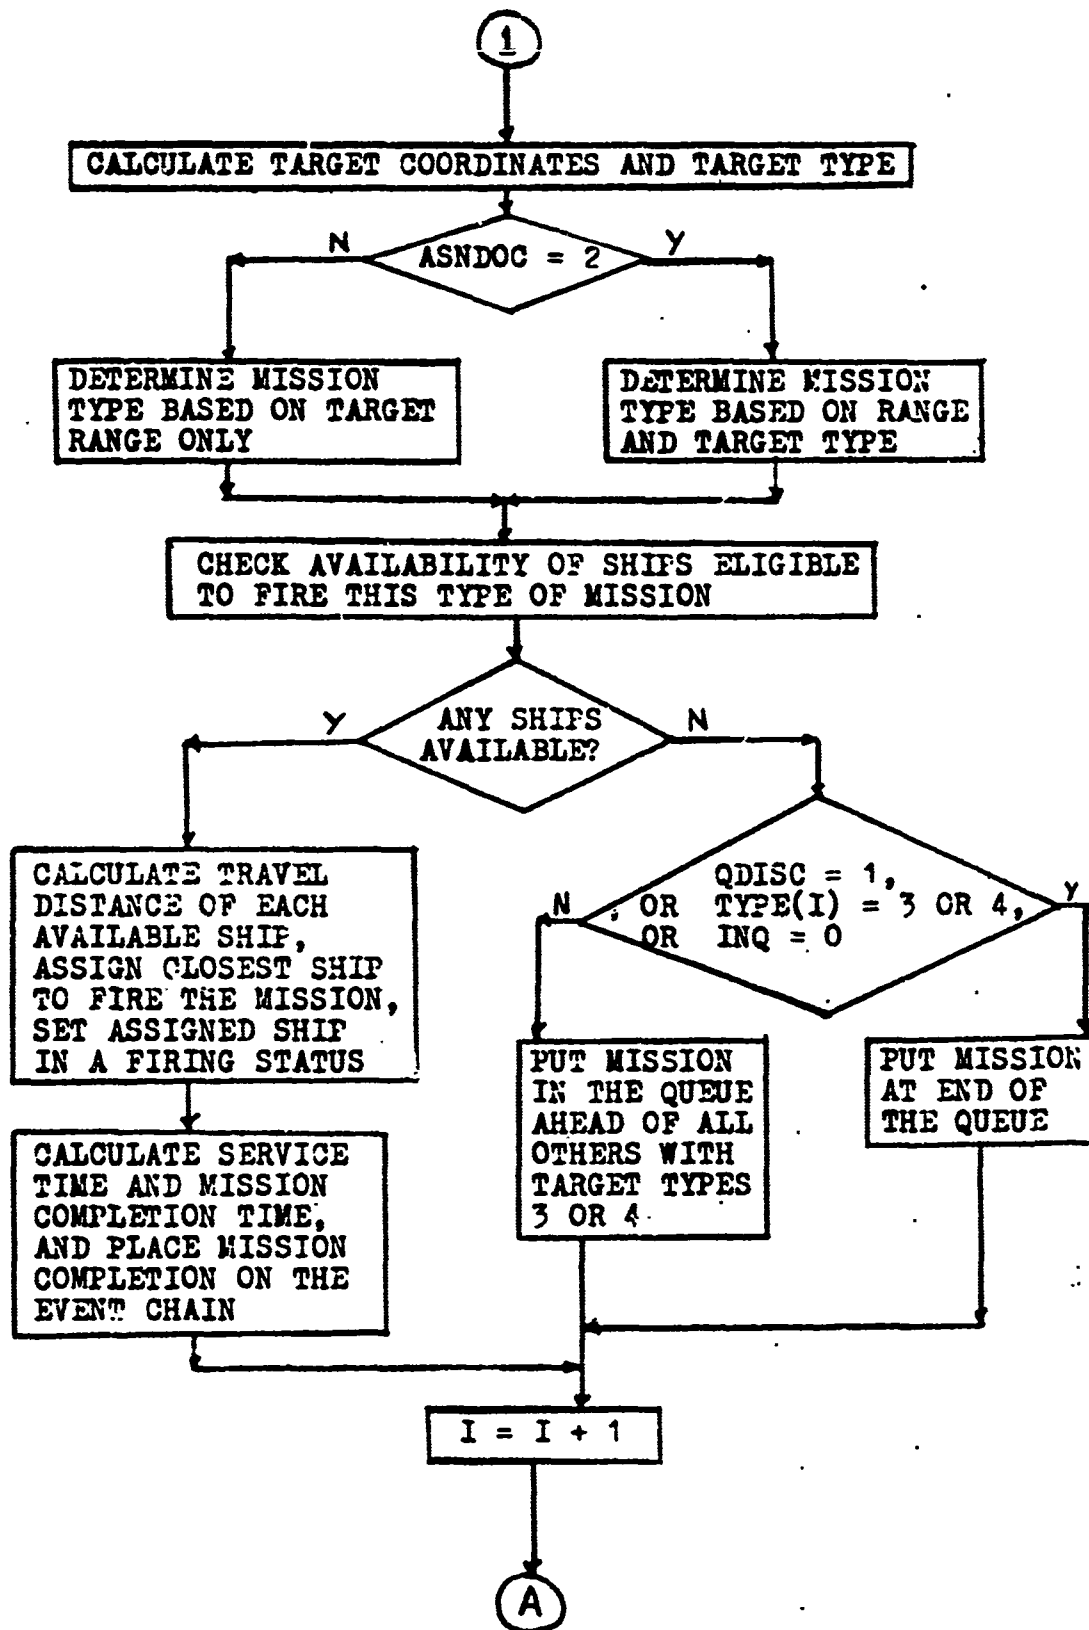 1
CALCULATE TARGET COORDINATES AND TARGET TYPE
N
ASNDOC = 2
Y
DETERMINE MISSION
TYPE BASED ON TARGET
RANGE ONLY
DETERMINE MISSION
TYPE BASED ON RANGE
AND TARGET TYPE
CHECK AVAILABILITY OF SHIPS ELIGIBLE
TO FIRE THIS TYPE OF MISSION
Y
ANY SHIPS
AVAILABLE?
N
CALCULATE TRAVEL
DISTANCE OF EACH
AVAILABLE SHIP,
ASSIGN CLOSEST SHIP
TO FIRE THE MISSION,
SET ASSIGNED SHIP
IN A FIRING STATUS
N
QDISC = 1,
OR TYPE(I) = 3 OR 4,
OR INQ = 0
Y
PUT MISSION
IN THE QUEUE
AHEAD OF ALL
OTHERS WITH
TARGET TYPES
3 OR 4
PUT MISSION
AT END OF
THE QUEUE
CALCULATE SERVICE
TIME AND MISSION
COMPLETION TIME,
AND PLACE MISSION
COMPLETION ON THE
EVENT CHAIN
I = I + 1
A